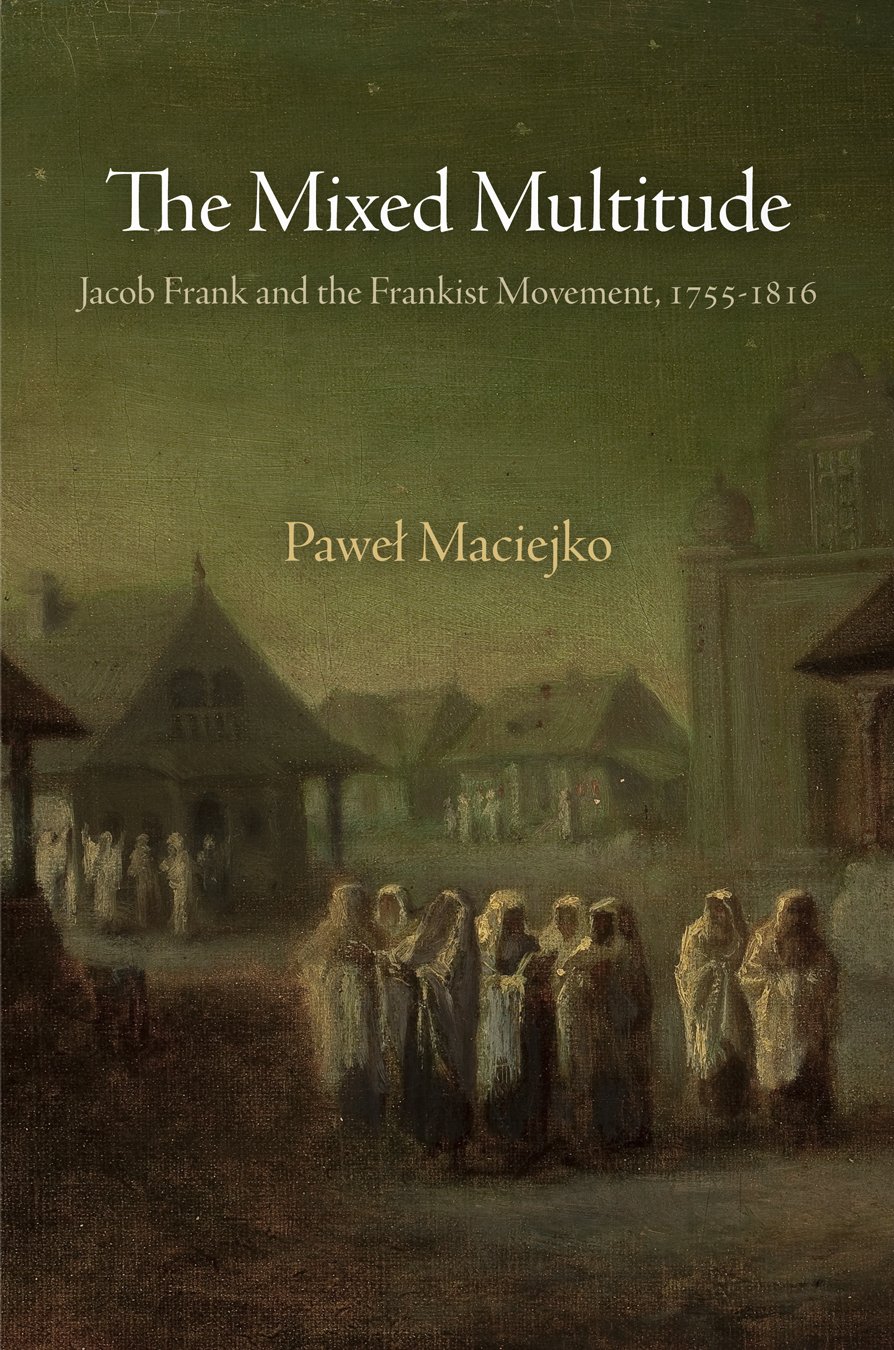 The Mixed Multitude
Jacob Frank and the Frankist Movement, 1755-1816
Paweł Maciejko